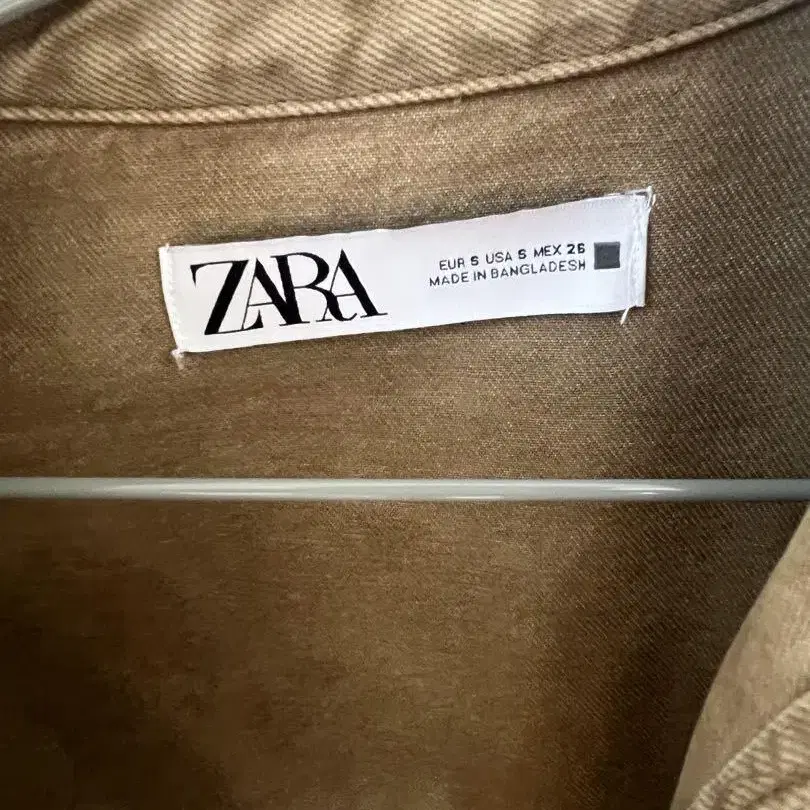 ZARA
EUR S USA S MEX 26
MADE IN BANGLADESH